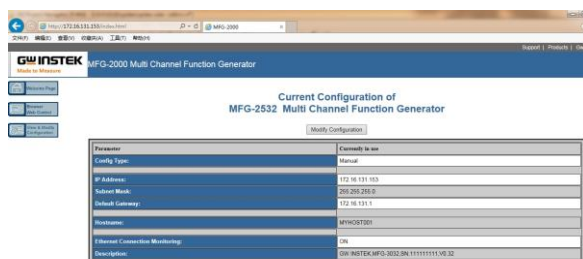 http://172.16.131.153/index.html
MFG-2000
文件(F) 编辑(E) 查看(V) 收藏夹(A) 工具(T) 帮助(H)
Support | Products |
GW INSTEK
Made to Measure
MFG-2000 Multi Channel Function Generator
Welcome Page
Browser Web Control
View & Modify Configuration
Current Configuration of
MFG-2532 Multi Channel Function Generator
Modify Configuration
Parameter Currently in use
Config Type: Manual
IP Address: 172.16.131.153
Subnet Mask: 255.255.255.0
Default Gateway: 172.16.131.1
Hostname: MYHOST001
Ethernet Connection Monitoring: ON
Description: GW INSTEK,MFG-3032,SN:111111111,V0.32